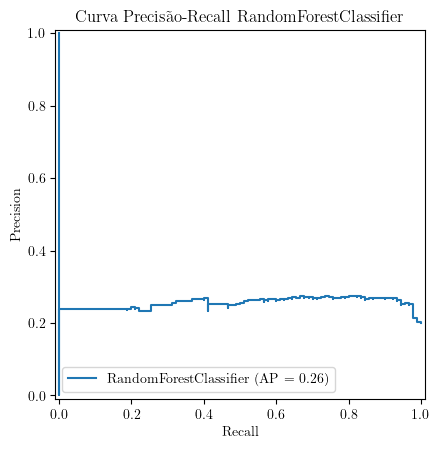 Curva Precisão-Recall RandomForestClassifier
1.0
0.8
0.6
0.4
0.2
0.0
Precision
RandomForestClassifier (AP = 0.26)
0.0 0.2 0.4 0.6 0.8 1.0
Recall